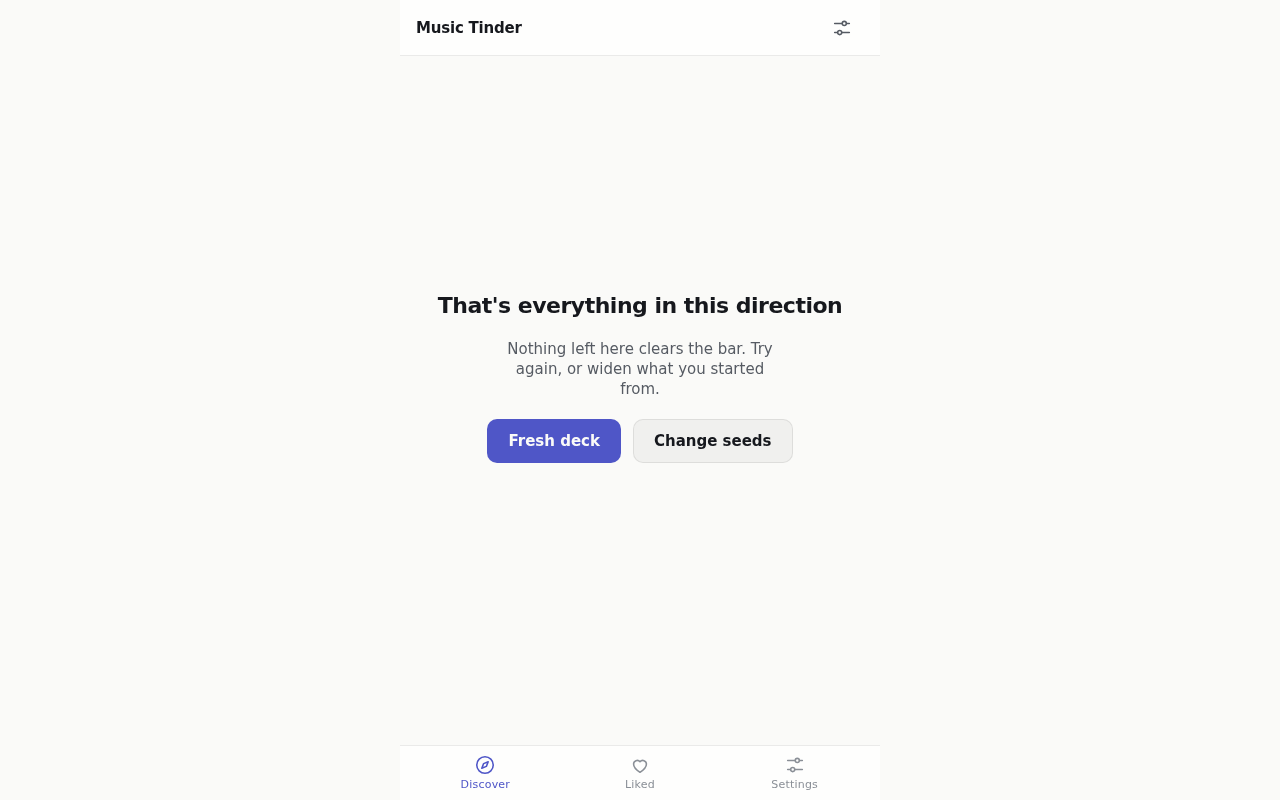 Music Tinder
That's everything in this direction
Nothing left here clears the bar. Try
again, or widen what you started
from.
Fresh deck
Change seeds
Discover
Liked
Settings